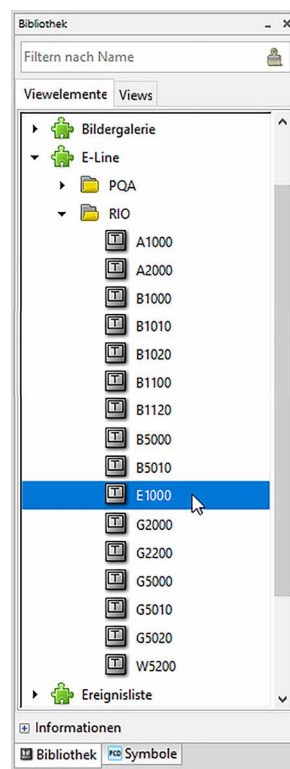 Bibliothek
Filtern nach Name
Viewelemente Views
Bildergalerie
E-Line
PQA
RIO
A1000
A2000
B1000
B1010
B1020
B1100
B1120
B5000
B5010
E1000
G2000
G2200
G5000
G5010
G5020
W5200
Ereignisliste
Informationen
Bibliothek PCD Symbole